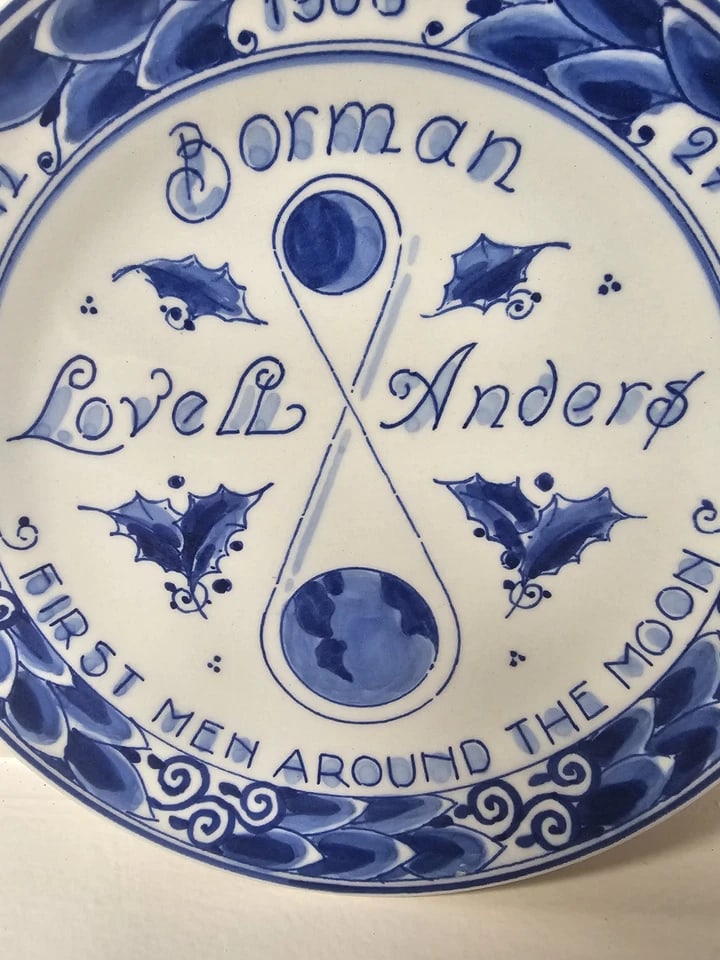 Borman
Lovell Anders
FIRST MEN AROUND THE MOON